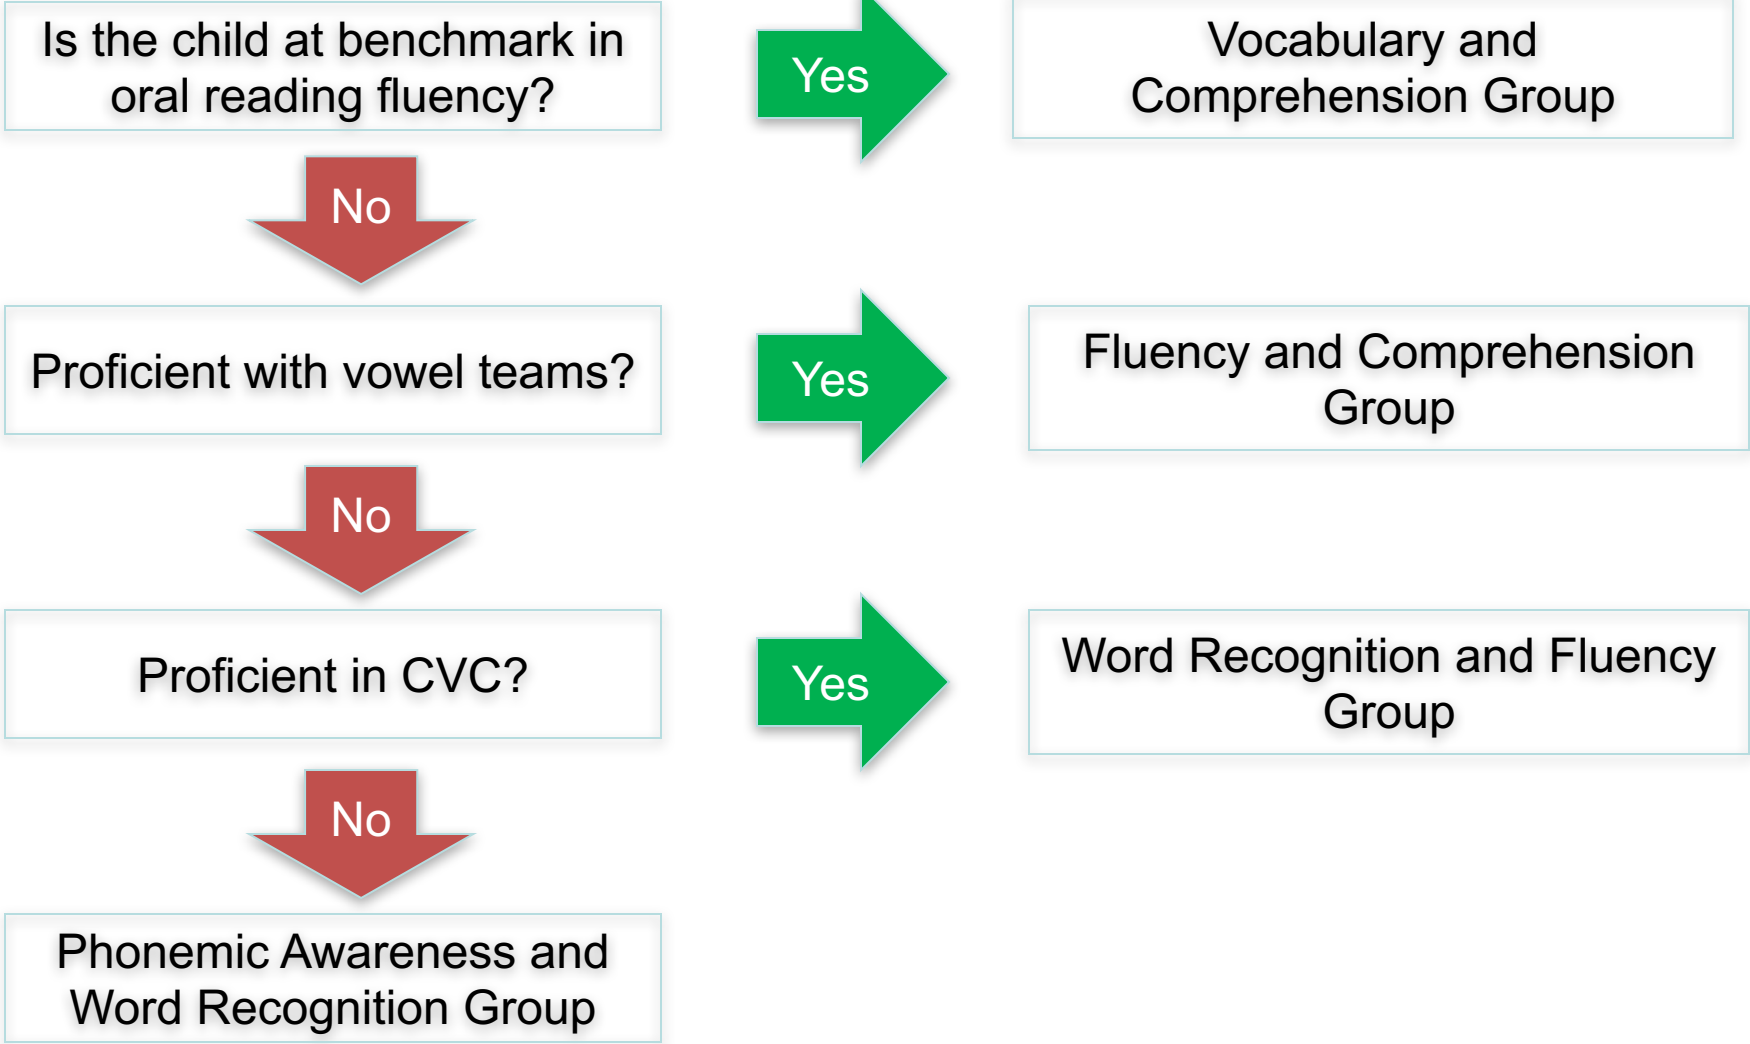 Is the child at benchmark in
oral reading fluency?
Yes
Vocabulary and
Comprehension Group
No
Proficient with vowel teams?
Yes
Fluency and Comprehension
Group
No
Proficient in CVC?
Yes
Word Recognition and Fluency
Group
No
Phonemic Awareness and
Word Recognition Group